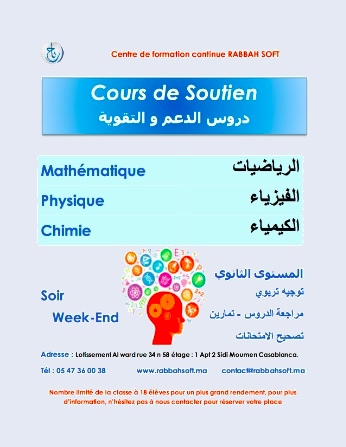 Centre de formation continue RABBAH SOFT
Cours de Soutien
دروس الدعم و التقوية
Mathématique الرياضيات
Physique الفيزياء
Chimie الكيمياء
المستوى الثانوي
توجيه تربوي
Soir
مراجعة الدروس - تمارين
Week-End
تصحيح الامتحانات
Adresse : Lotissement Al ward rue 34 n 58 étage : 1 Apt 2 Sidi Moumen Casablanca.
Tél : 05 47 36 00 38 www.rabbahsoft.ma contact@rabbahsoft.ma
Nombre limité de la classe à 18 élèves pour un plus grand rendement, pour plus
d'information, n'hésitez pas à nous contacter pour réserver votre place